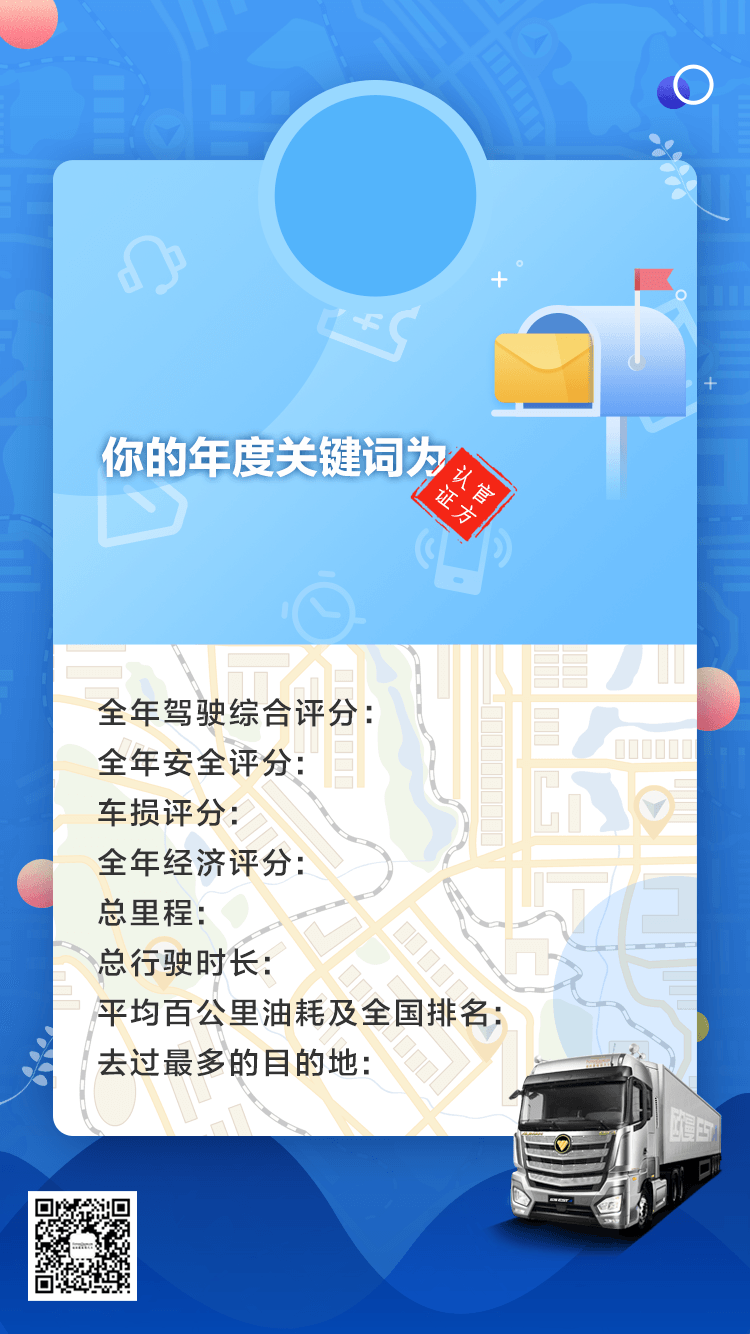 你的年度关键词为
认官
证方
全年驾驶综合评分:
全年安全评分:
车损评分:
全年经济评分:
总里程:
总行驶时长:
平均百公里油耗及全国排名:
去过最多的目的地:
欧曼EST